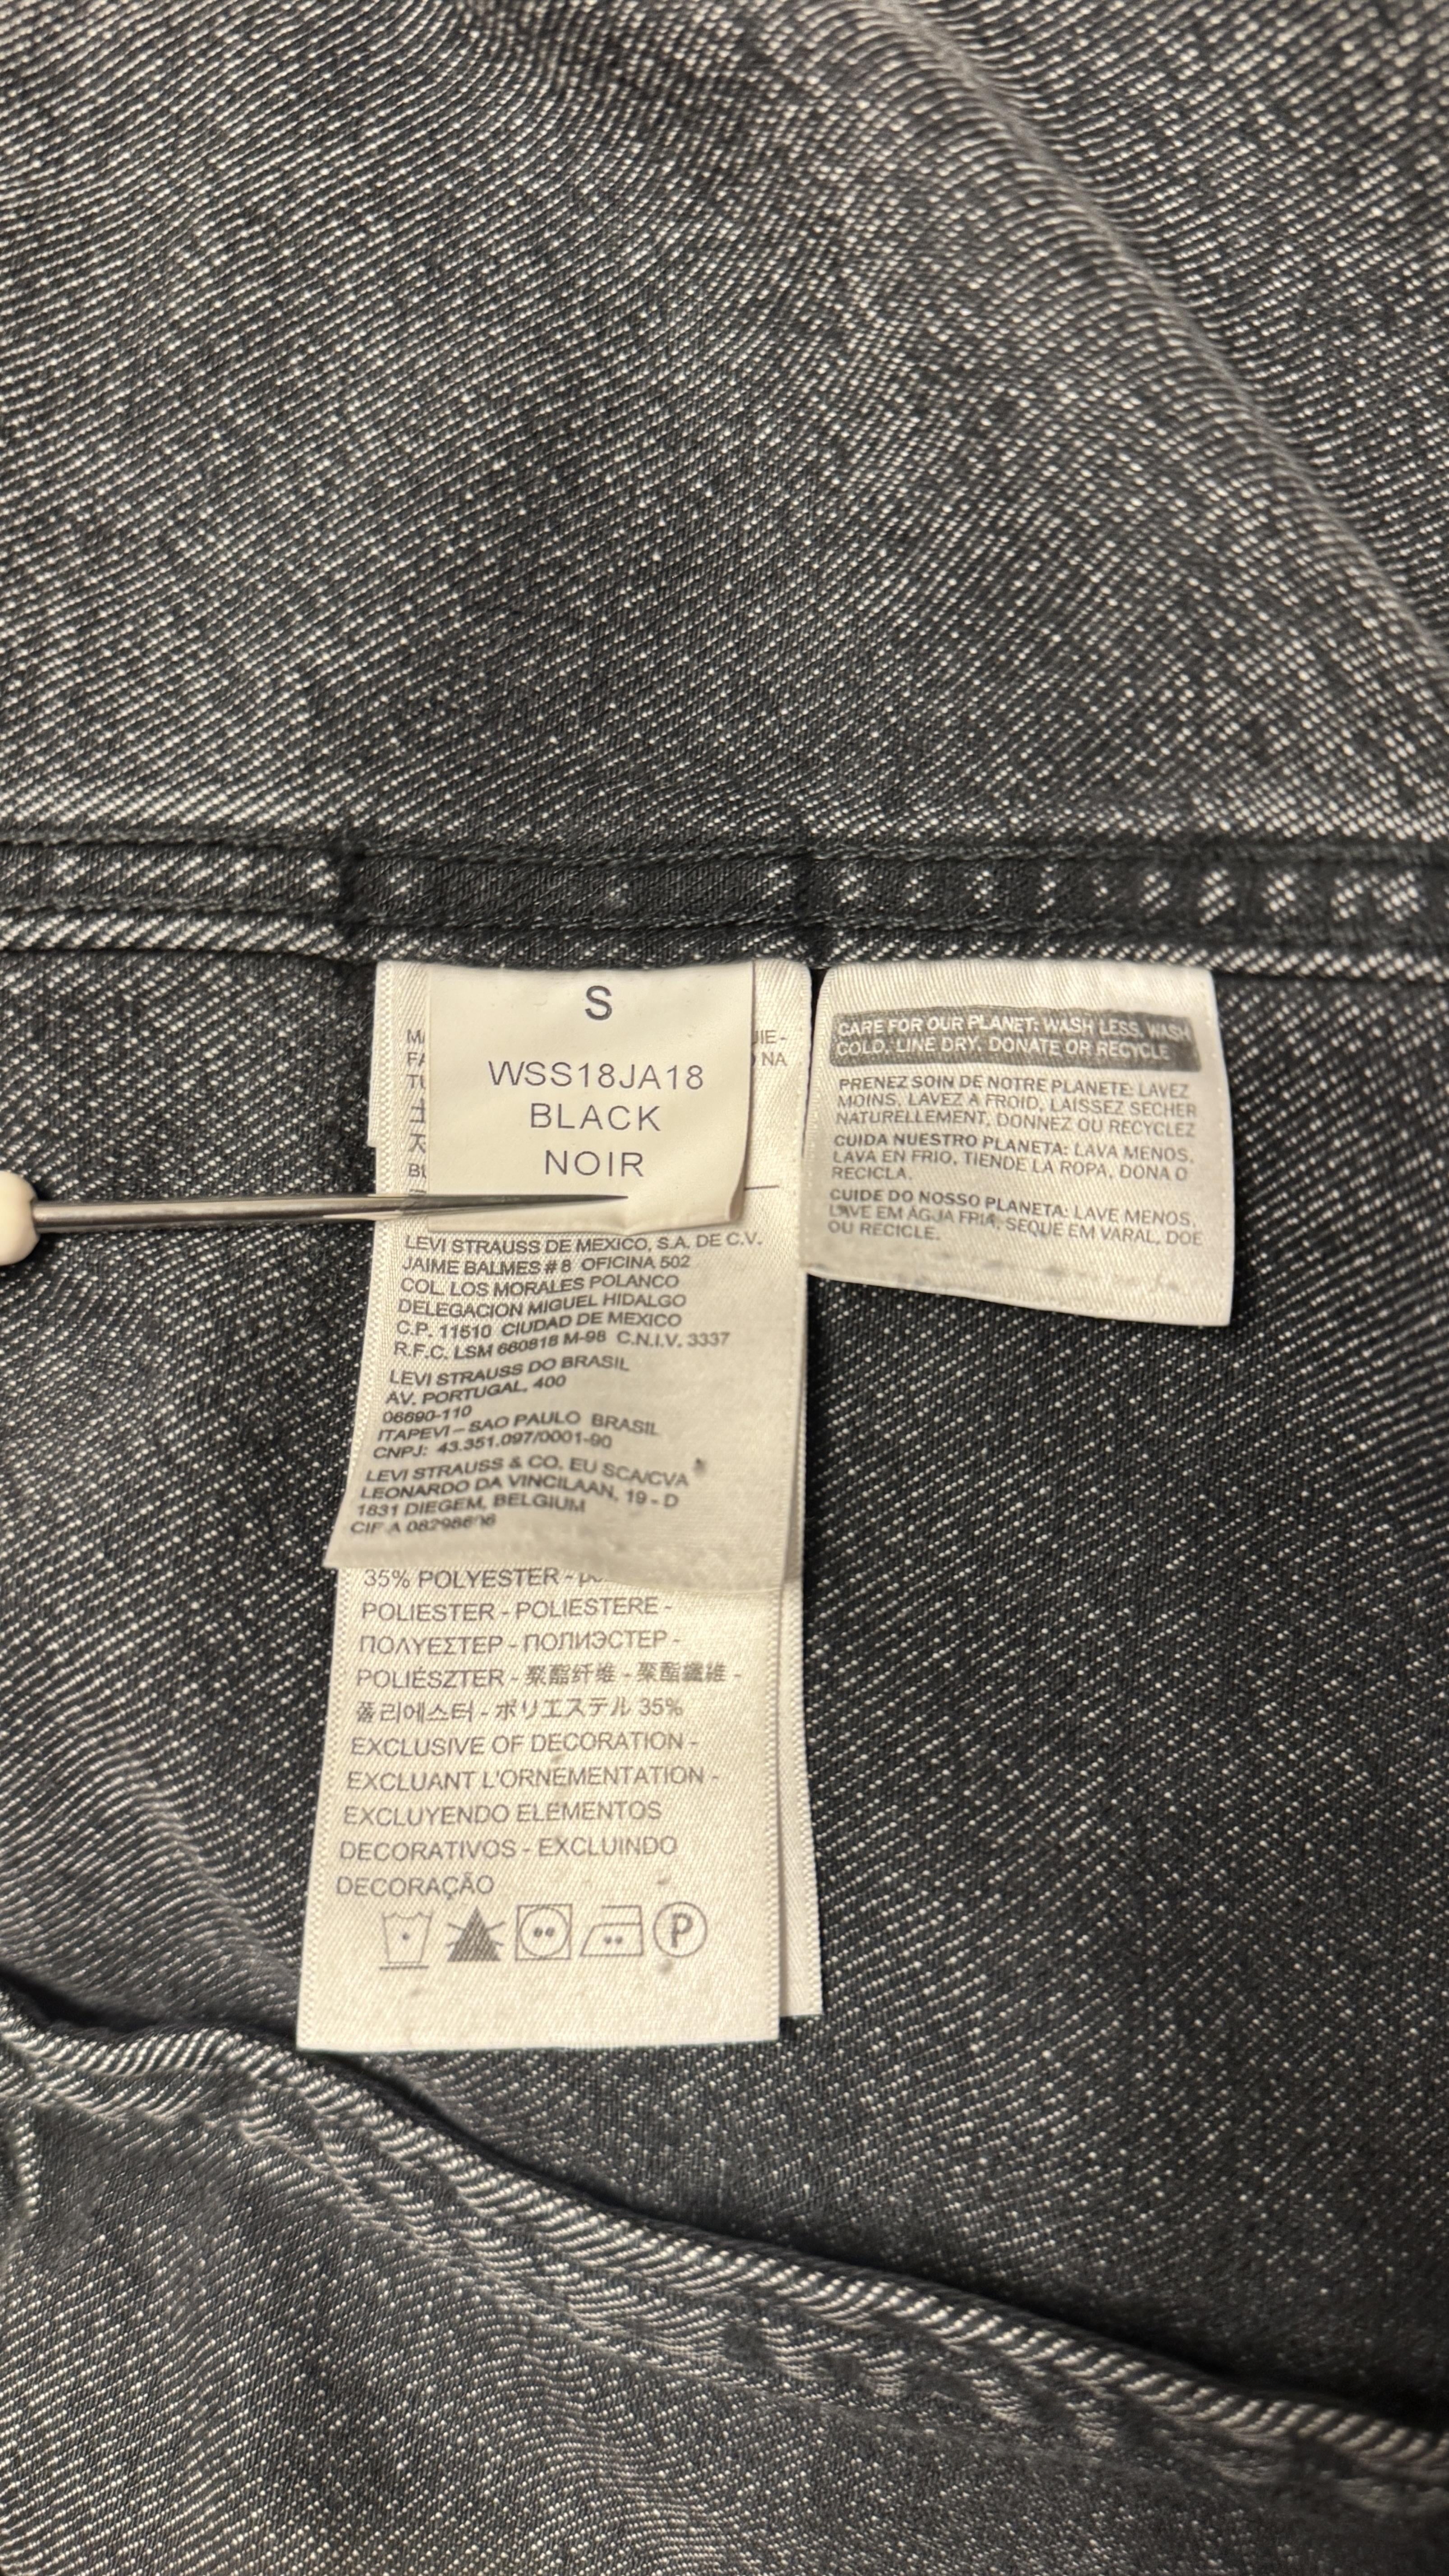 S
WSS18JA18
BLACK
NOIR
LEVI STRAUSS DE MEXICO, S.A. DE C.V.
JAIME BALMES # 8 OFICINA 502
COL. LOS MORALES POLANCO
DELEGACION MIGUEL HIDALGO
C.P. 11510 CIUDAD DE MEXICO
R.F.C. LSM 660818 M-98 C.N.I.V. 3337
LEVI STRAUSS DO BRASIL
AV. PORTUGAL, 400
06690-110
ITAPEVI – SAO PAULO BRASIL
CNPJ: 43.351.097/0001-90
LEVI STRAUSS & CO. EU SCA/CVA
LEONARDO DA VINCILAAN, 19 - D
1831 DIEGEM, BELGIUM
CIF A
35% POLYESTER -
POLIESTER - POLIESTERE -
ΠΟΛΥΕΣΤΕΡ - ПОЛИЭСТЕР -
POLIÉSZTER - 聚酯纤维 - 聚酯纖維 -
폴리에스터 - ポリエステル 35%
EXCLUSIVE OF DECORATION -
EXCLUANT L'ORNEMENTATION -
EXCLUYENDO ELEMENTOS
DECORATIVOS - EXCLUINDO
DECORAÇÃO
P
CARE FOR OUR PLANET: WASH LESS, WASH
COLD, LINE DRY, DONATE OR RECYCLE
PRENEZ SOIN DE NOTRE PLANETE: LAVEZ
MOINS, LAVEZ A FROID, LAISSEZ SECHER
NATURELLEMENT, DONNEZ OU RECYCLEZ
CUIDA NUESTRO PLANETA: LAVA MENOS,
LAVA EN FRIO, TIENDE LA ROPA, DONA O
RECICLA.
CUIDE DO NOSSO PLANETA: LAVE MENOS,
LAVE EM ÁGUA FRIA, SEQUE EM VARAL, DOE
OU RECICLE.